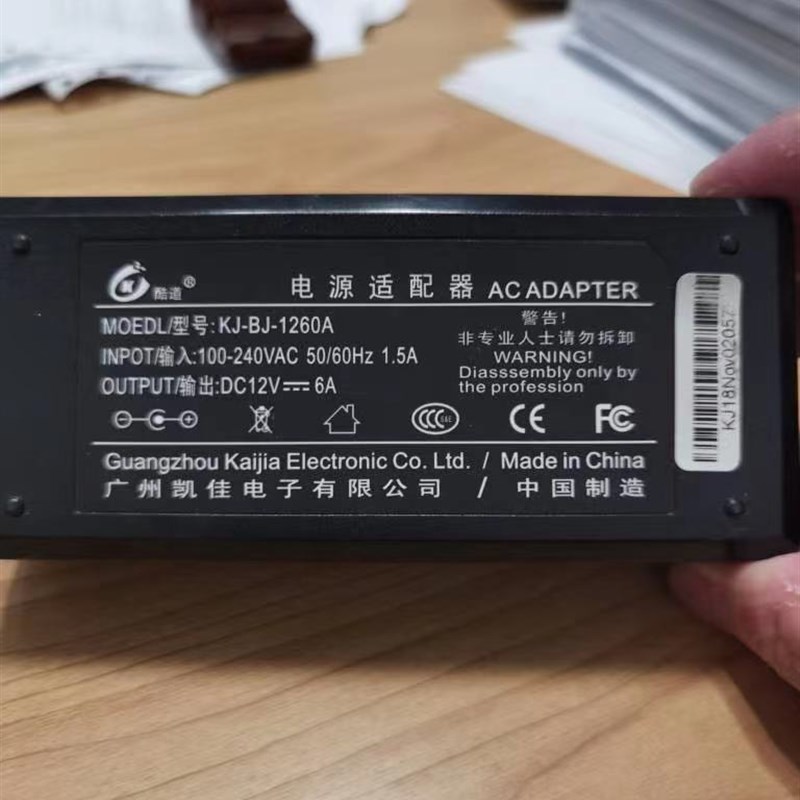 酷道®
电源适配器 AC ADAPTER
MOEDL/型号:KJ-BJ-1260A
INPOT/输入:100-240VAC 50/60Hz 1.5A
OUTPUT/输出:DC12V⎓6A
警告!
非专业人士请勿拆卸
WARNING!
Diasssembly only by
the profession
CCC S&E CE FC
Guangzhou Kaijia Electronic Co. Ltd. / Made in China
广州凯佳电子有限公司 / 中国制造
KJ18Nov02057